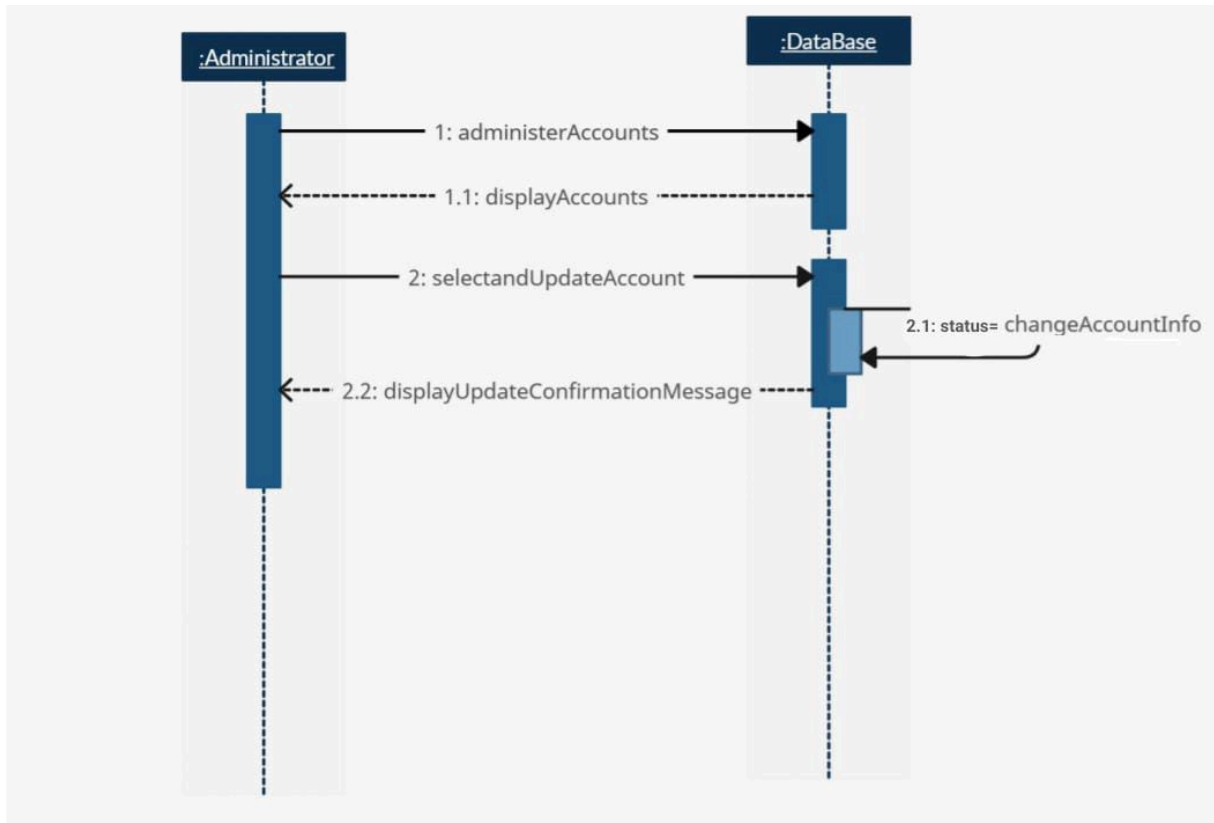 :Administrator
:DataBase
1: administerAccounts
1.1: displayAccounts
2: selectandUpdateAccount
2.1: status= changeAccountInfo
2.2: displayUpdateConfirmationMessage